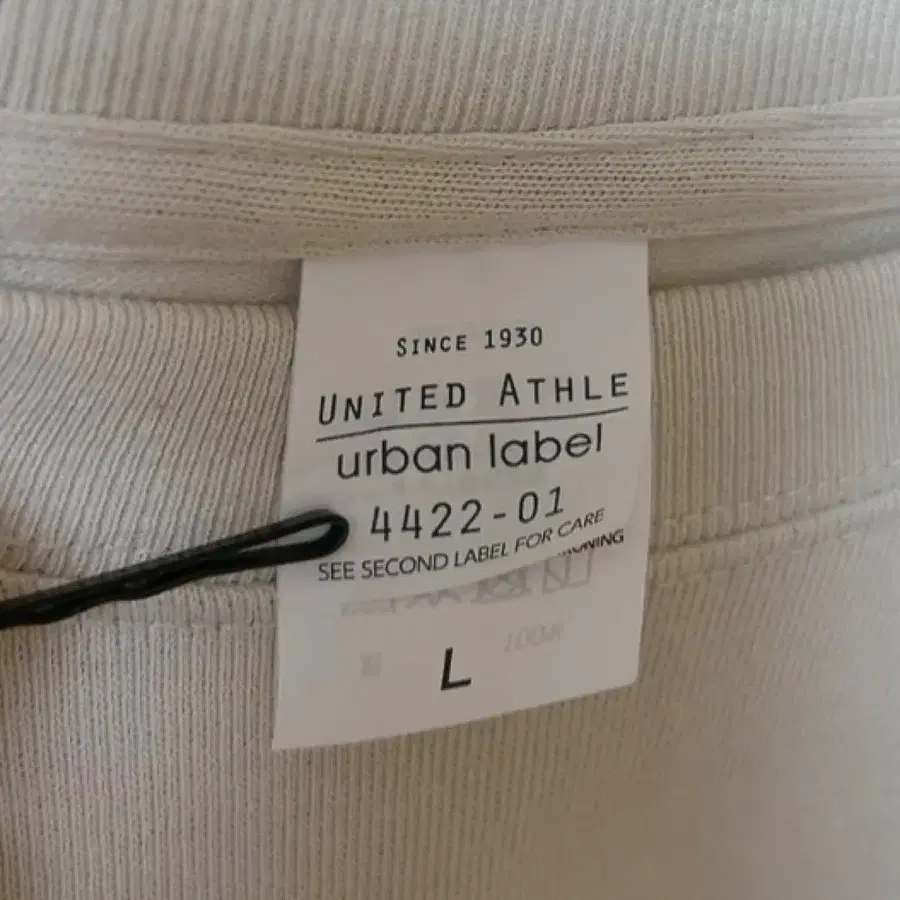 SINCE 1930
UNITED ATHLE
urban label
4422-01
SEE SECOND LABEL FOR CARE
L